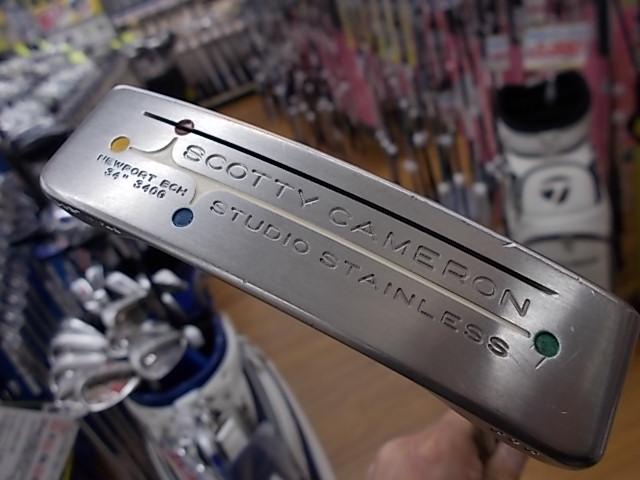 SCOTTY CAMERON
STUDIO STAINLESS
NEWPORT BCH
34" 340G